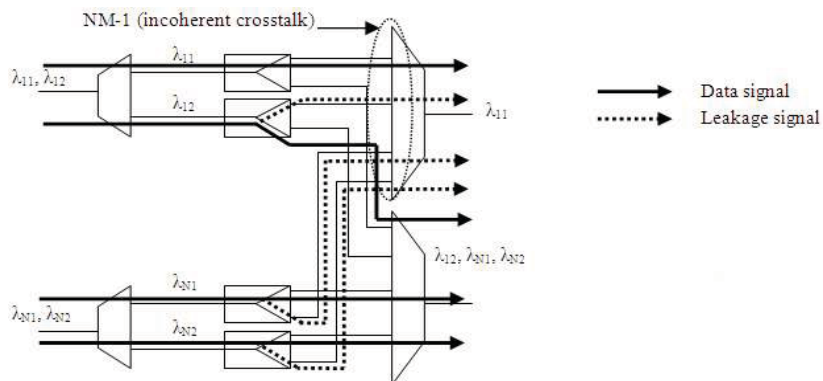 NM-1 (incoherent crosstalk)
λ11
λ11, λ12
λ12
λ11
Data signal
Leakage signal
λ12, λN1, λN2
λN1
λN1, λN2
λN2